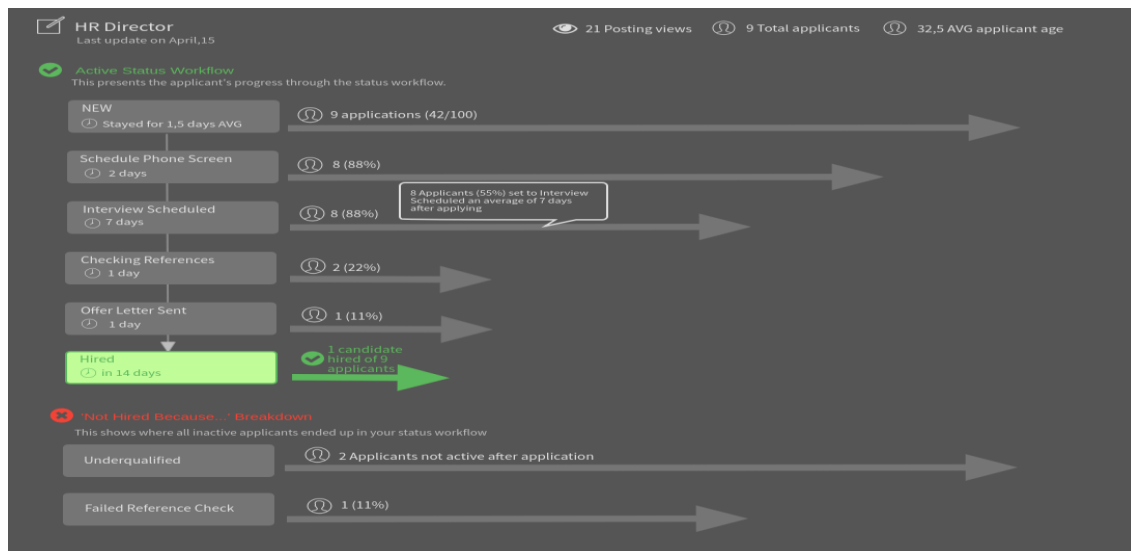 HR Director
Last update on April,15
21 Posting views
9 Total applicants
32,5 AVG applicant age
Active Status Workflow
This presents the applicant's progress through the status workflow.
NEW
Stayed for 1,5 days AVG
9 applications (42/100)
Schedule Phone Screen
2 days
8 (88%)
Interview Scheduled
7 days
8 (88%)
8 Applicants (55%) set to Interview
Scheduled an average of 7 days
after applying
Checking References
1 day
2 (22%)
Offer Letter Sent
1 day
1 (11%)
Hired
in 14 days
1 candidate
hired of 9
applicants
'Not Hired Because...' Breakdown
This shows where all inactive applicants ended up in your status workflow
Underqualified
2 Applicants not active after application
Failed Reference Check
1 (11%)